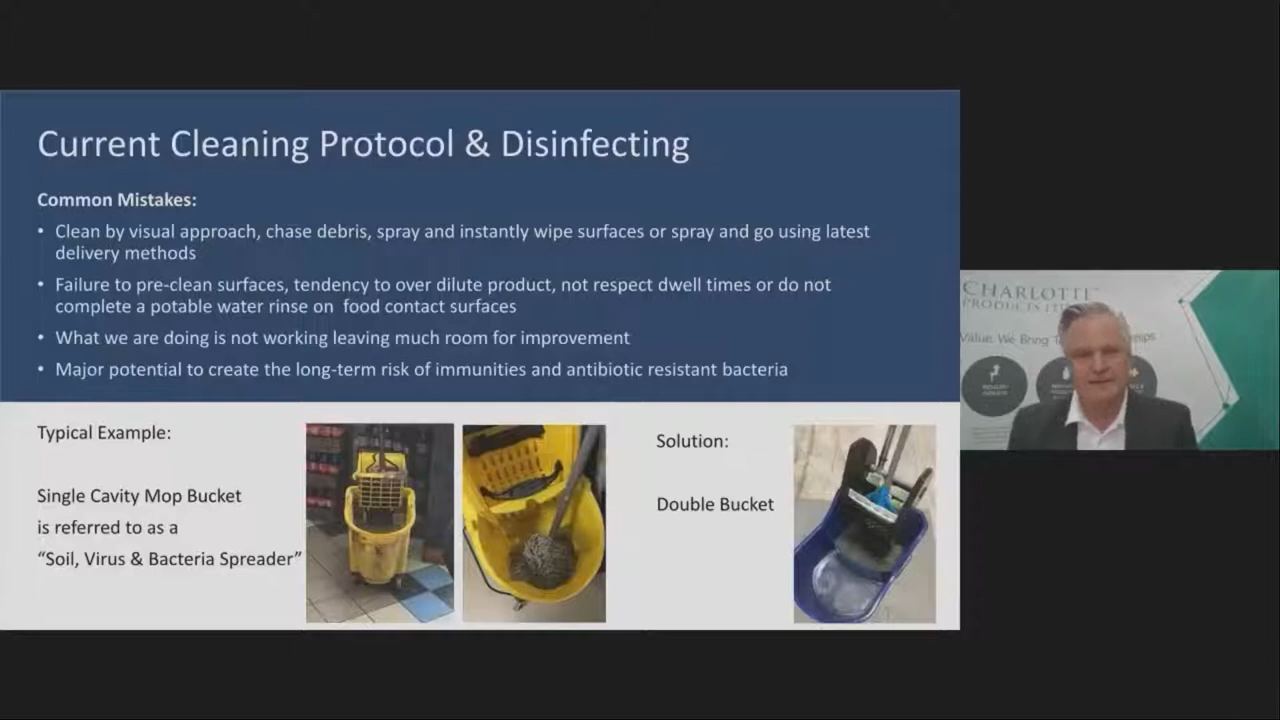 Current Cleaning Protocol & Disinfecting
Common Mistakes:
• Clean by visual approach, chase debris, spray and instantly wipe surfaces or spray and go using latest
delivery methods
• Failure to pre-clean surfaces, tendency to over dilute product, not respect dwell times or do not
complete a potable water rinse on food contact surfaces
• What we are doing is not working leaving much room for improvement
• Major potential to create the long-term risk of immunities and antibiotic resistant bacteria
Typical Example:
Single Cavity Mop Bucket
is referred to as a
“Soil, Virus & Bacteria Spreader”
Solution:
Double Bucket
CHARLOTTE
PRODUCTS
Value. We Bring